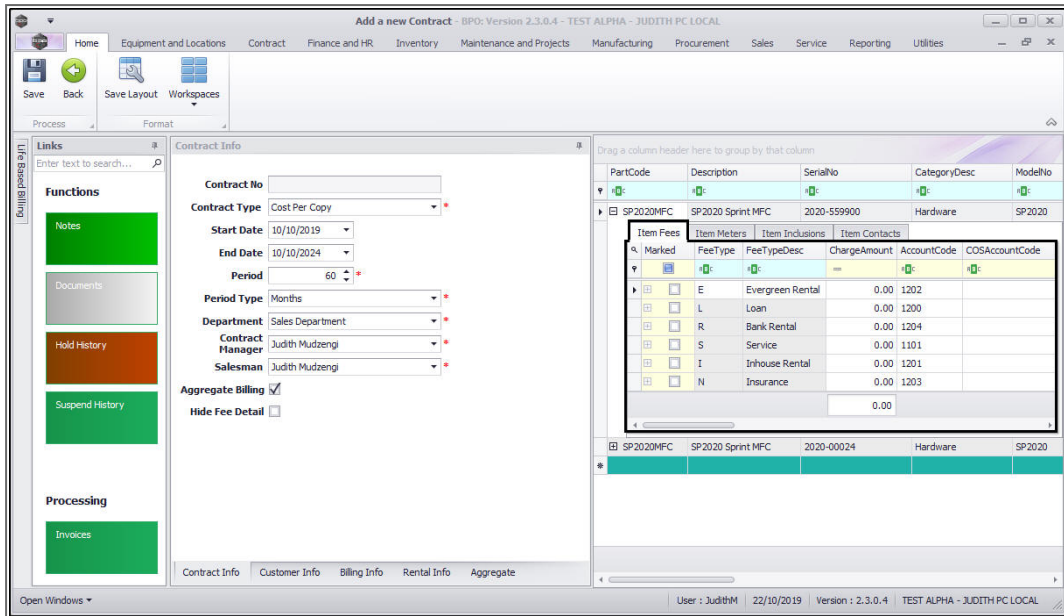 Add a new Contract - BPO: Version 2.3.0.4 - TEST ALPHA - JUDITH PC LOCAL
Home Equipment and Locations Contract Finance and HR Inventory Maintenance and Projects Manufacturing Procurement Sales Service Reporting Utilities
Save Back Save Layout Workspaces
Process Format
Life Based Billing
Links
Enter text to search...
Functions
Notes
Documents
Hold History
Suspend History
Processing
Invoices
Contract Info
Contract No
Contract Type Cost Per Copy *
Start Date 10/10/2019
End Date 10/10/2024
Period 60 *
Period Type Months *
Department Sales Department *
Contract Manager Judith Mudzengi *
Salesman Judith Mudzengi *
Aggregate Billing
Hide Fee Detail
Contract Info Customer Info Billing Info Rental Info Aggregate
Drag a column header here to group by that column
PartCode Description SerialNo CategoryDesc ModelNo
SP2020MFC SP2020 Sprint MFC 2020-559900 Hardware SP2020
Item Fees Item Meters Item Inclusions Item Contacts
Marked FeeType FeeTypeDesc ChargeAmount AccountCode COSAccountCode
E Evergreen Rental 0.00 1202
L Loan 0.00 1200
R Bank Rental 0.00 1204
S Service 0.00 1101
I Inhouse Rental 0.00 1201
N Insurance 0.00 1203
0.00
SP2020MFC SP2020 Sprint MFC 2020-00024 Hardware SP2020
Open Windows User : JudithM 22/10/2019 Version : 2.3.0.4 TEST ALPHA - JUDITH PC LOCAL